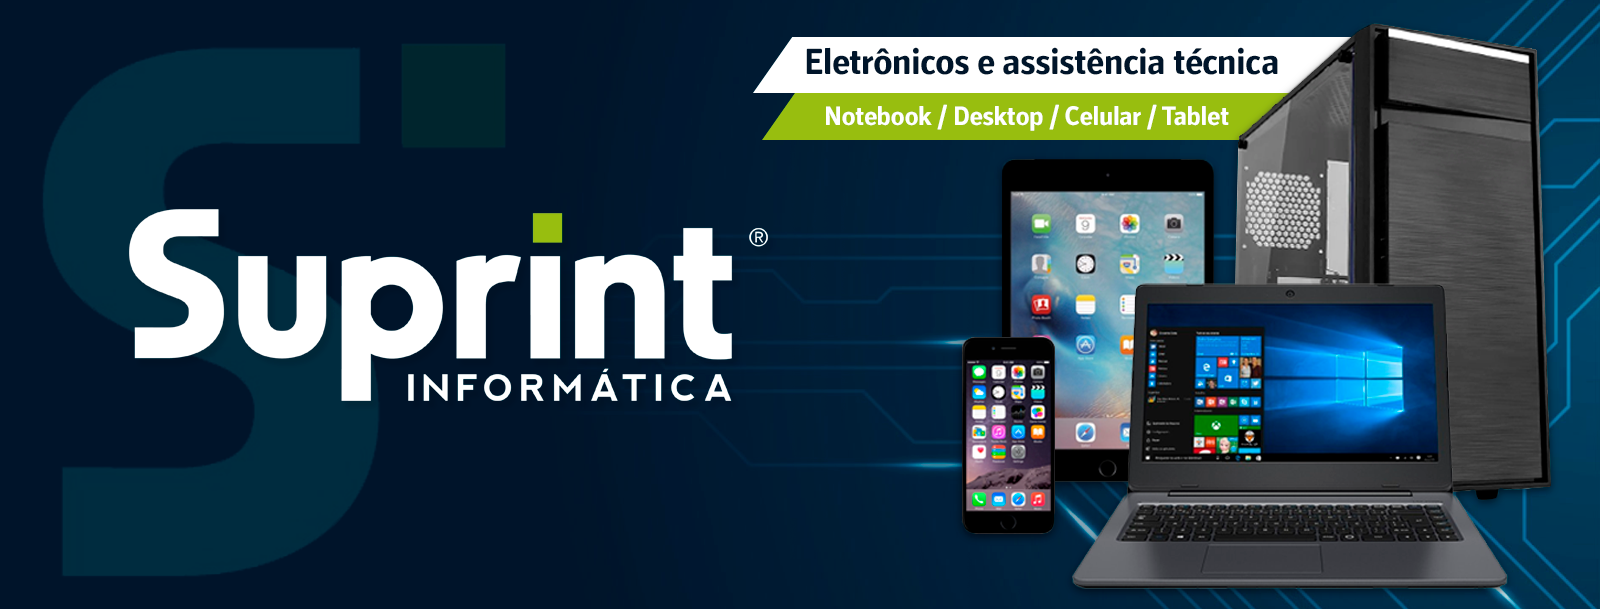 Eletrônicos e assistência técnica
Notebook / Desktop / Celular / Tablet
Suprint®
INFORMÁTICA